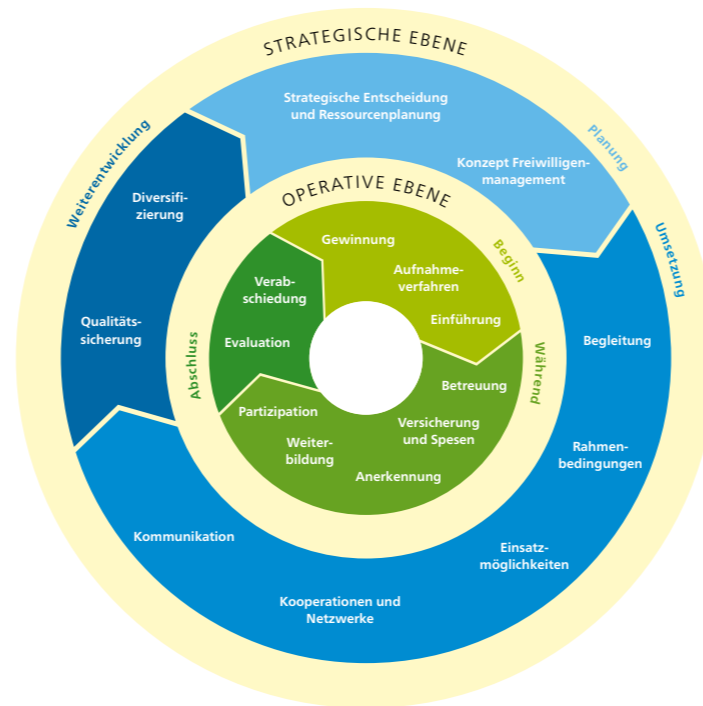 STRATEGISCHE EBENE
Strategische Entscheidung
und Ressourcenplanung
Planung
Konzept Freiwilligen-
management
Weiterentwicklung
Diversifi-
zierung
Qualitäts-
sicherung
Umsetzung
Begleitung
Rahmen-
bedingungen
Einsatz-
möglichkeiten
Kooperationen und
Netzwerke
Kommunikation
OPERATIVE EBENE
Beginn
Gewinnung
Aufnahme-
verfahren
Einführung
Während
Betreuung
Versicherung
und Spesen
Anerkennung
Weiter-
bildung
Partizipation
Abschluss
Evaluation
Verab-
schiedung